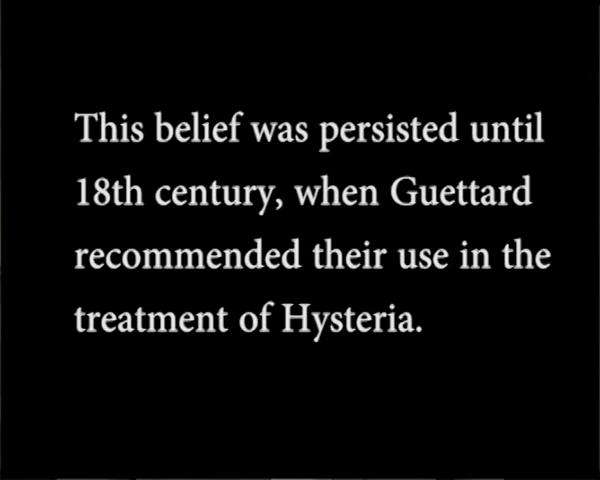 This belief was persisted until
18th century, when Guettard
recommended their use in the
treatment of Hysteria.